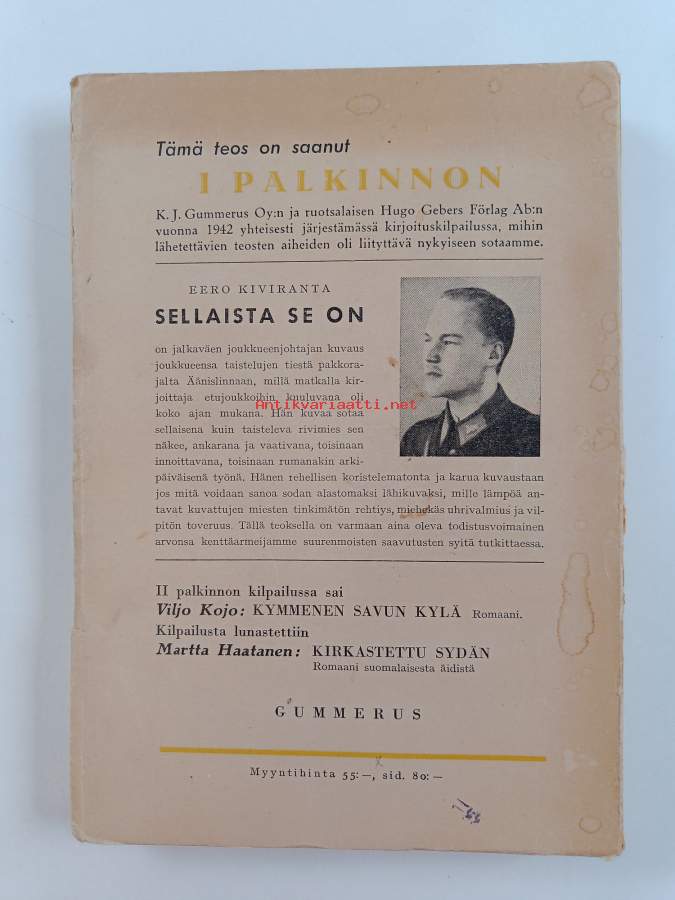 Tämä teos on saanut
I PALKINNON
K. J. Gummerus Oy:n ja ruotsalaisen Hugo Gebers Förlag Ab:n
vuonna 1942 yhteisesti järjestämässä kirjoituskilpailussa, mihin
lähetettävien teosten aiheiden oli liityttävä nykyiseen sotaamme.
EERO KIVIRANTA
SELLAISTA SE ON
on jalkaväen joukkueenjohtajan kuvaus
joukkueensa taistelujen tiestä pakkora-
jalta Äänislinnaan, millä matkalla kir-
joittaja etujoukkoihin kuuluvana oli
koko ajan mukana. Hän kuvaa sotaa
sellaisena kuin taisteleva rivimies sen
näkee, ankarana ja vaativana, toisinaan
innoittavana, toisinaan rumanakin arki-
päiväisenä työnä. Hänen rehellisen koristelematonta ja karua kuvaustaan
jos mitä voidaan sanoa sodan alastomaksi lähikuvaksi, mille lämpöä an-
tavat kuvattujen miesten tinkimätön rehtiys, miehekäs uhrivalmius ja vil-
pitön toveruus. Tällä teoksella on varmaan aina oleva todistusvoimainen
arvonsa kenttäarmeijamme suurenmoisten saavutusten syitä tutkittaessa.
Antikvariaatti.net
II palkinnon kilpailussa sai
Viljo Kojo: KYMMENEN SAVUN KYLÄ Romaani.
Kilpailusta lunastettiin
Martta Haatanen: KIRKASTETTU SYDÄN
Romaani suomalaisesta äidistä
GUMMERUS
Myyntihinta 55:—, sid. 80:—